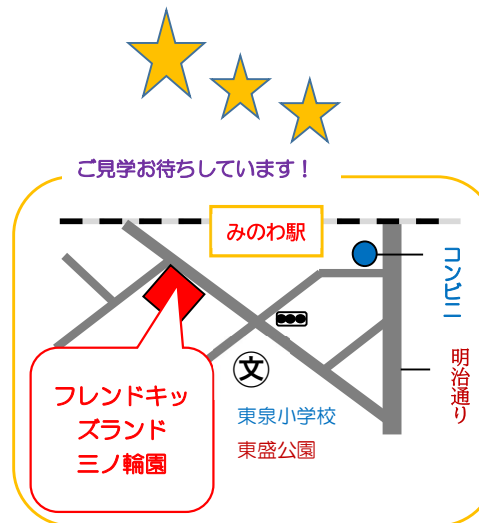 ご見学お待ちしています！
みのわ駅
コンビニ
明治通り
フレンドキッ
ズランド
三ノ輪園
文
東泉小学校
東盛公園